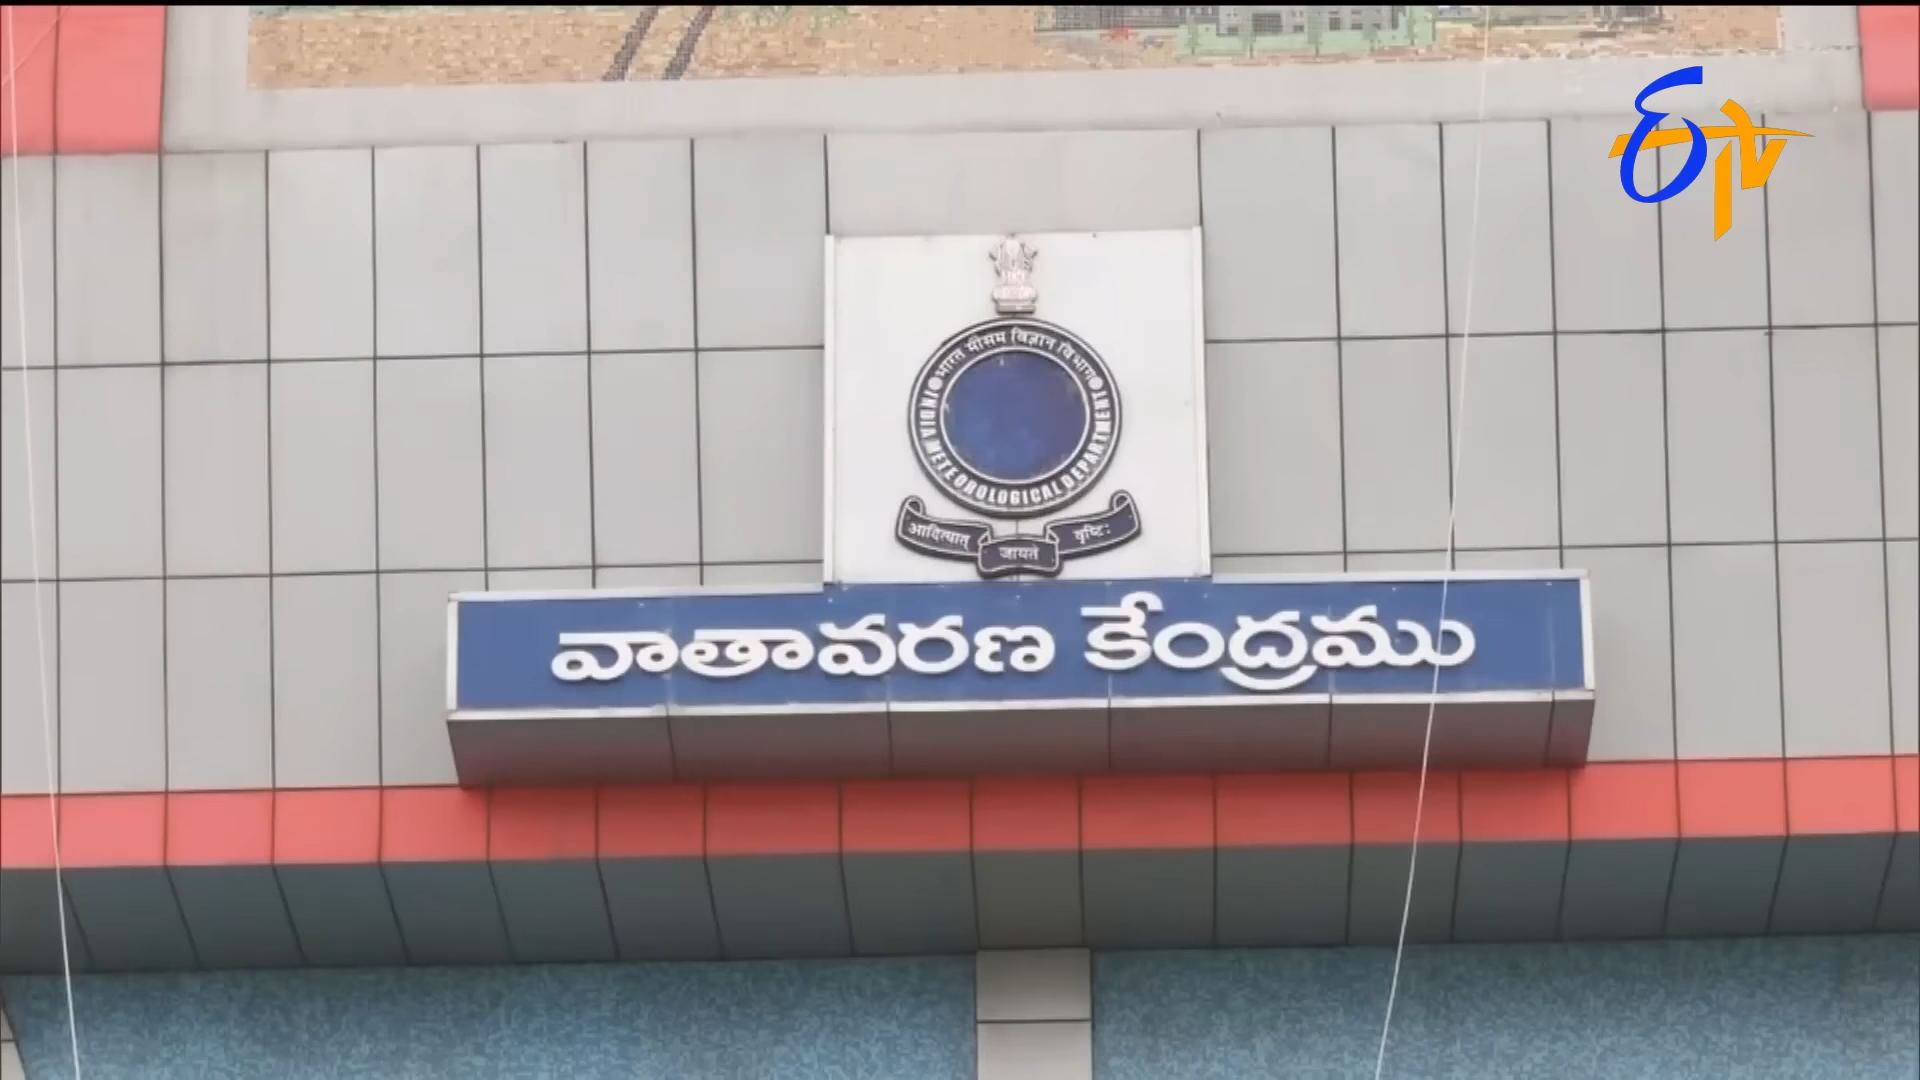 ETV
भारत मौसम विज्ञान विभाग
INDIA METEOROLOGICAL DEPARTMENT
आदित्यात् जायते वृष्टिः
వాతావరణ కేంద్రము